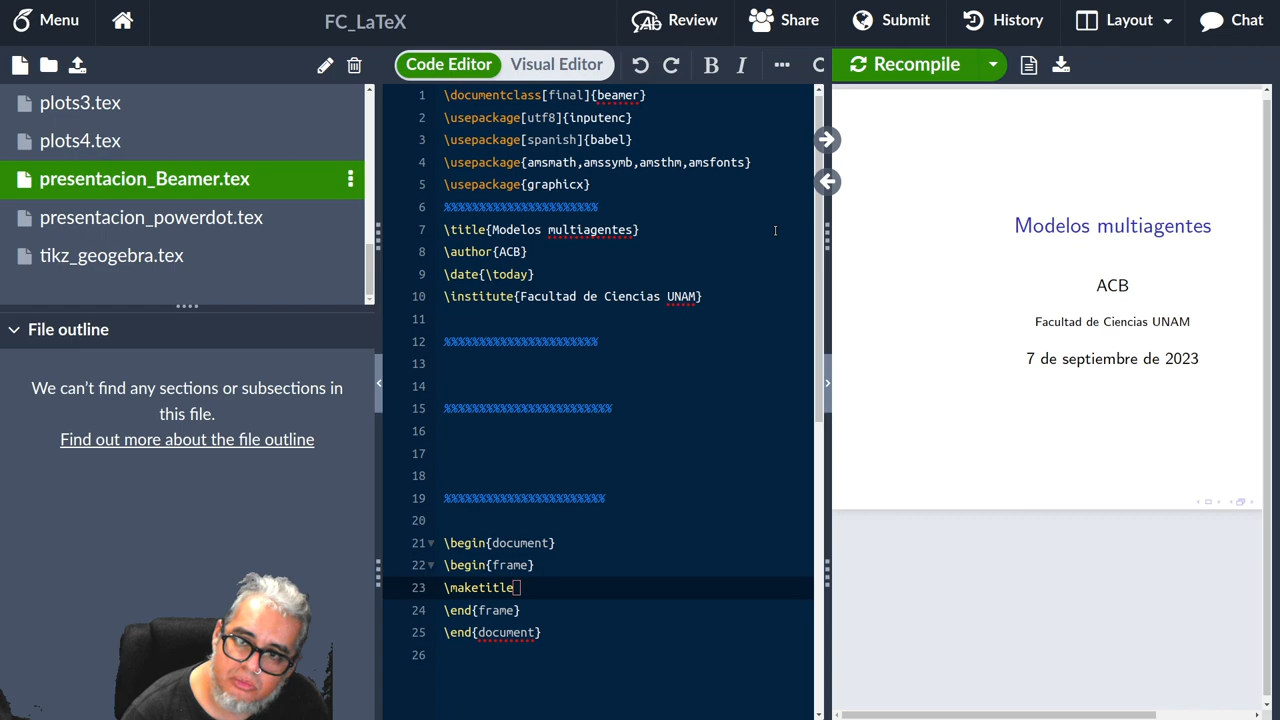 Menu
FC_LaTeX
Review
Share
Submit
History
Layout
Chat
Code Editor
Visual Editor
B
I
Recompile
plots3.tex
plots4.tex
presentacion_Beamer.tex
presentacion_powerdot.tex
tikz_geogebra.tex
File outline
We can't find any sections or subsections in
this file.
Find out more about the file outline
1 \documentclass[final]{beamer}
2 \usepackage[utf8]{inputenc}
3 \usepackage[spanish]{babel}
4 \usepackage{amsmath,amssymb,amsthm,amsfonts}
5 \usepackage{graphicx}
6 %%%%%%%%%%%%%%%%%%%%%%
7 \title{Modelos multiagentes}
8 \author{ACB}
9 \date{\today}
10 \institute{Facultad de Ciencias UNAM}
11
12 %%%%%%%%%%%%%%%%%%%%%%
13
14
15 %%%%%%%%%%%%%%%%%%%%%%%%
16
17
18
19 %%%%%%%%%%%%%%%%%%%%%%%
20
21 \begin{document}
22 \begin{frame}
23 \maketitle
24 \end{frame}
25 \end{document}
26
Modelos multiagentes
ACB
Facultad de Ciencias UNAM
7 de septiembre de 2023